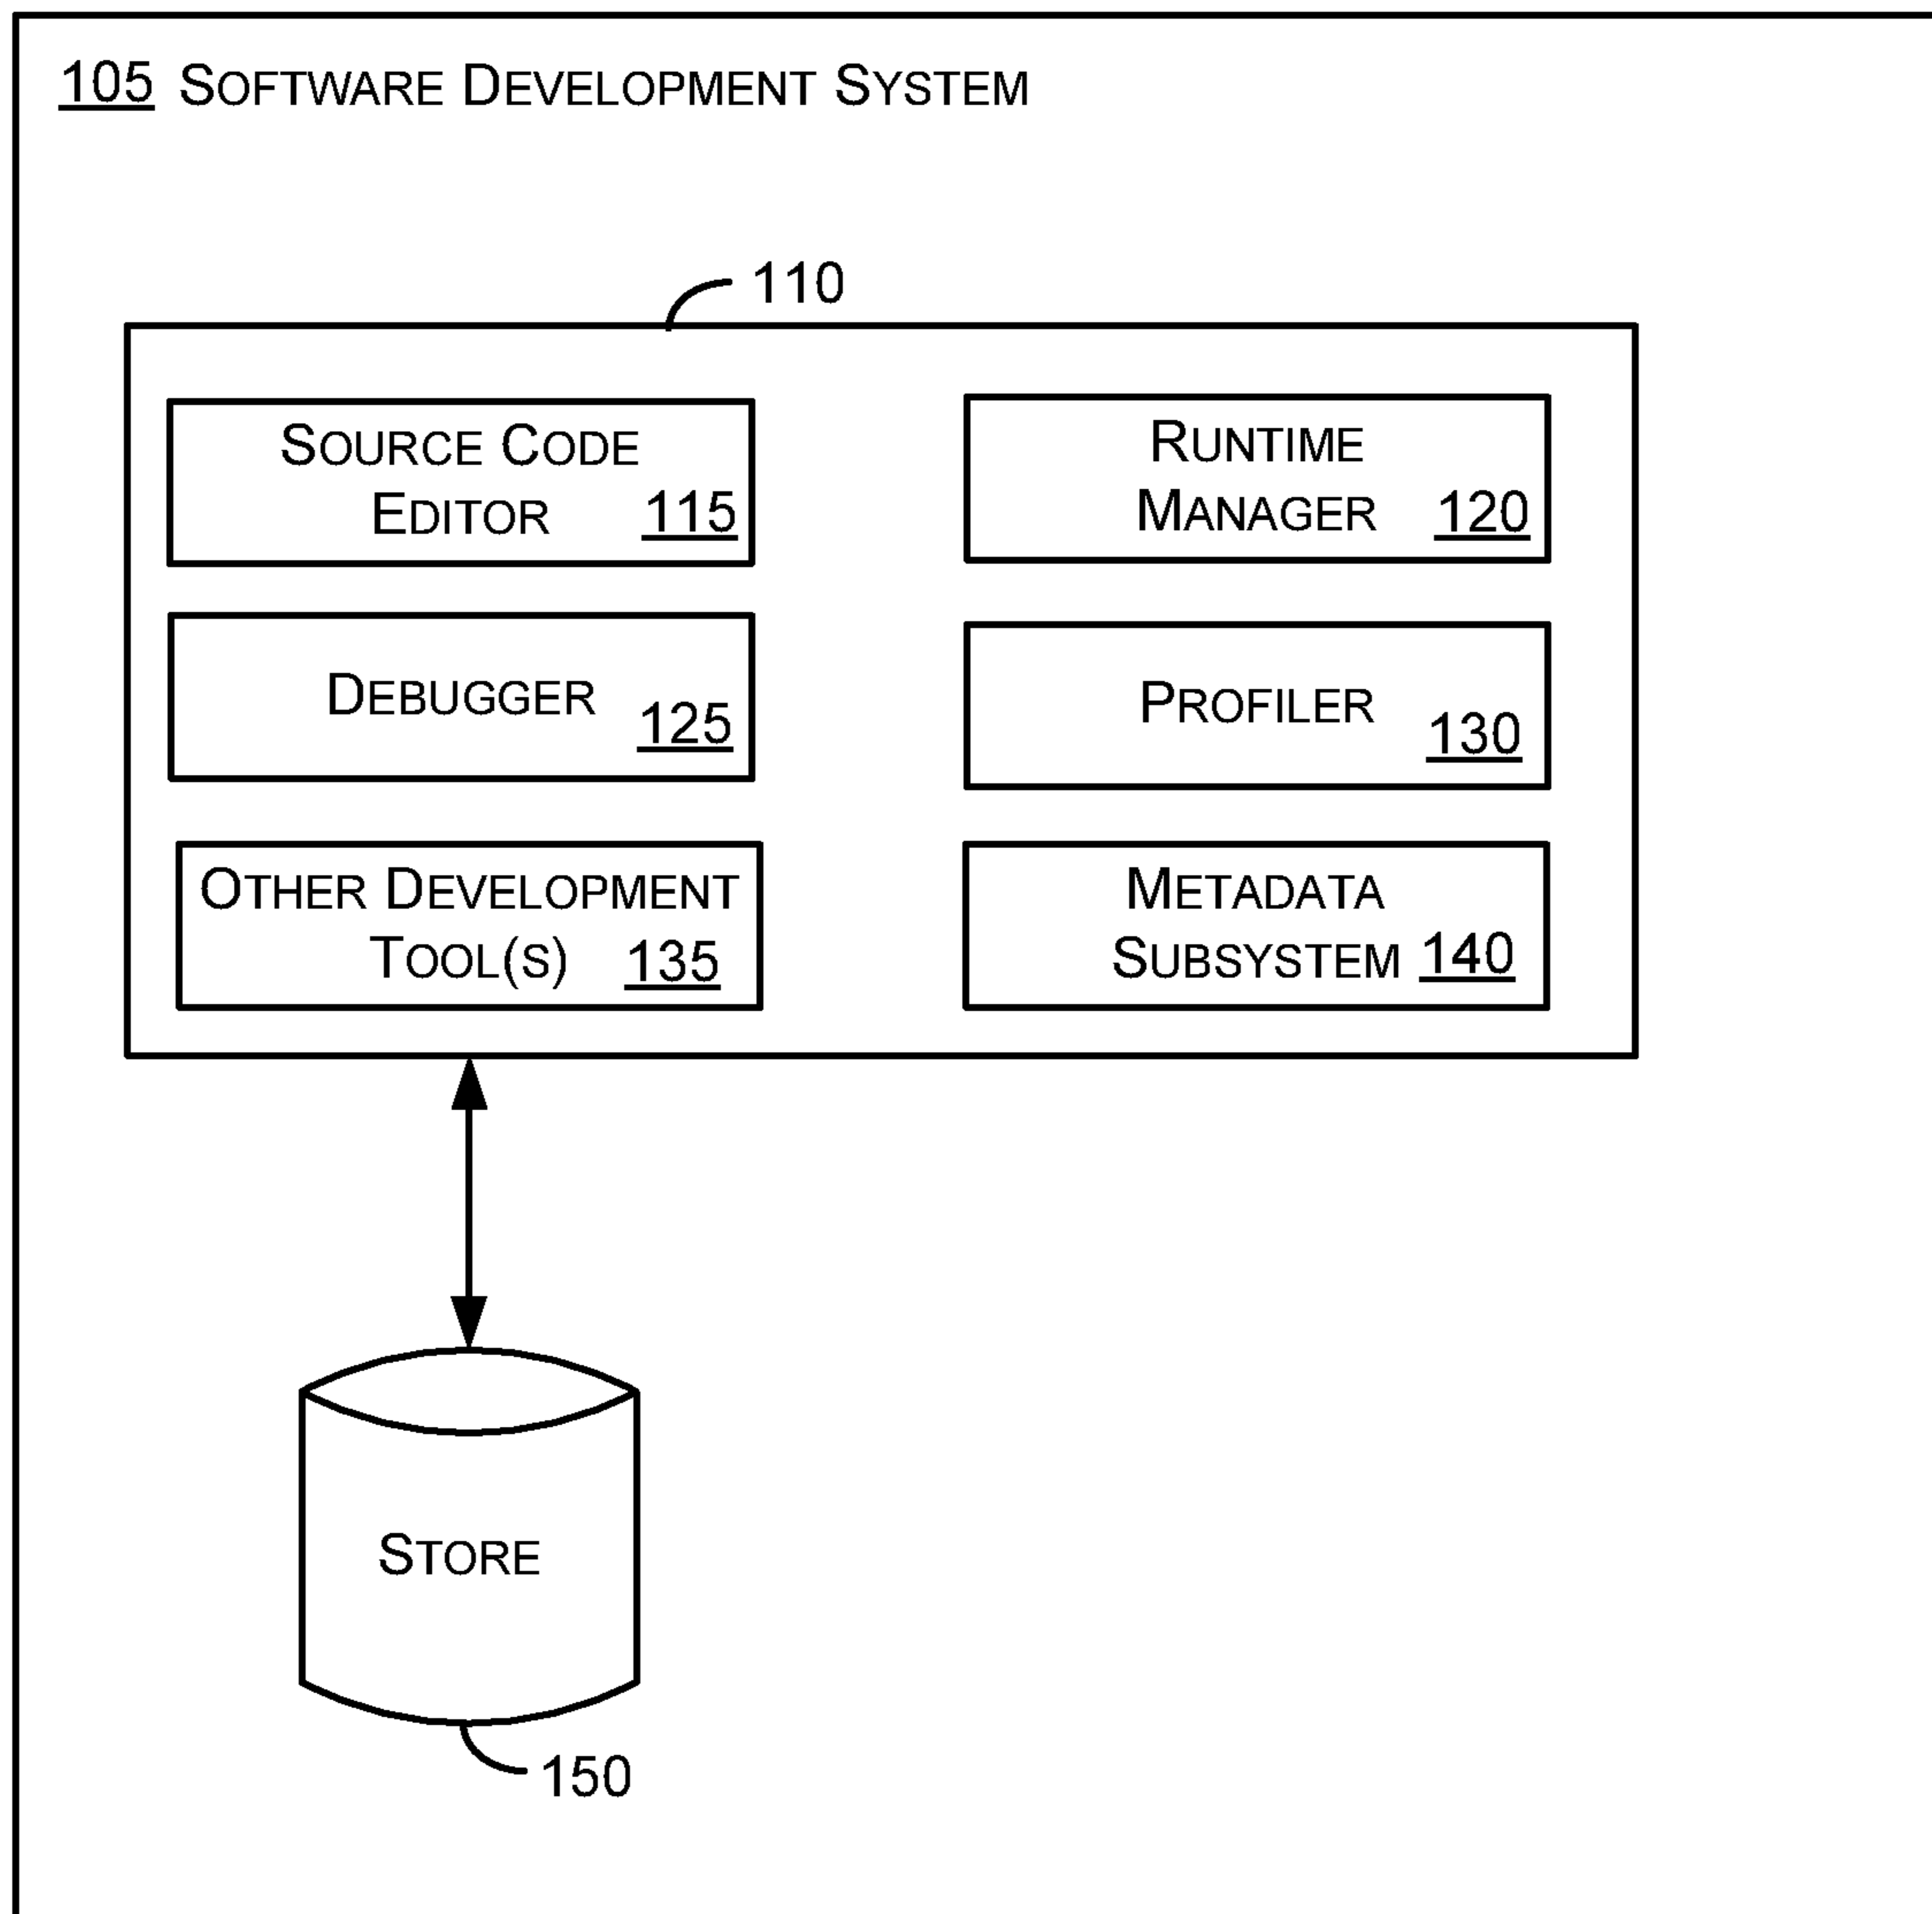 105 SOFTWARE DEVELOPMENT SYSTEM
110
SOURCE CODE
EDITOR 115
RUNTIME
MANAGER 120
DEBUGGER 125
PROFILER 130
OTHER DEVELOPMENT
TOOL(S) 135
METADATA
SUBSYSTEM 140
STORE
150